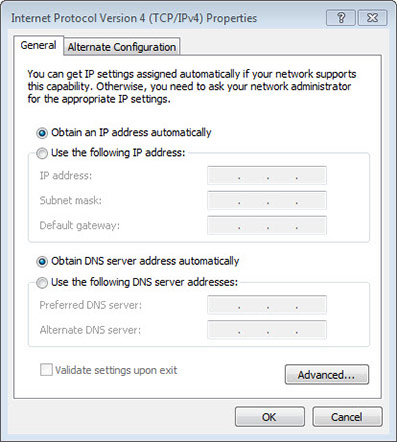 Internet Protocol Version 4 (TCP/IPv4) Properties
General
Alternate Configuration
You can get IP settings assigned automatically if your network supports
this capability. Otherwise, you need to ask your network administrator
for the appropriate IP settings.
Obtain an IP address automatically
Use the following IP address:
IP address:
. . .
Subnet mask:
. . .
Default gateway:
. . .
Obtain DNS server address automatically
Use the following DNS server addresses:
Preferred DNS server:
. . .
Alternate DNS server:
. . .
Validate settings upon exit
Advanced...
OK
Cancel